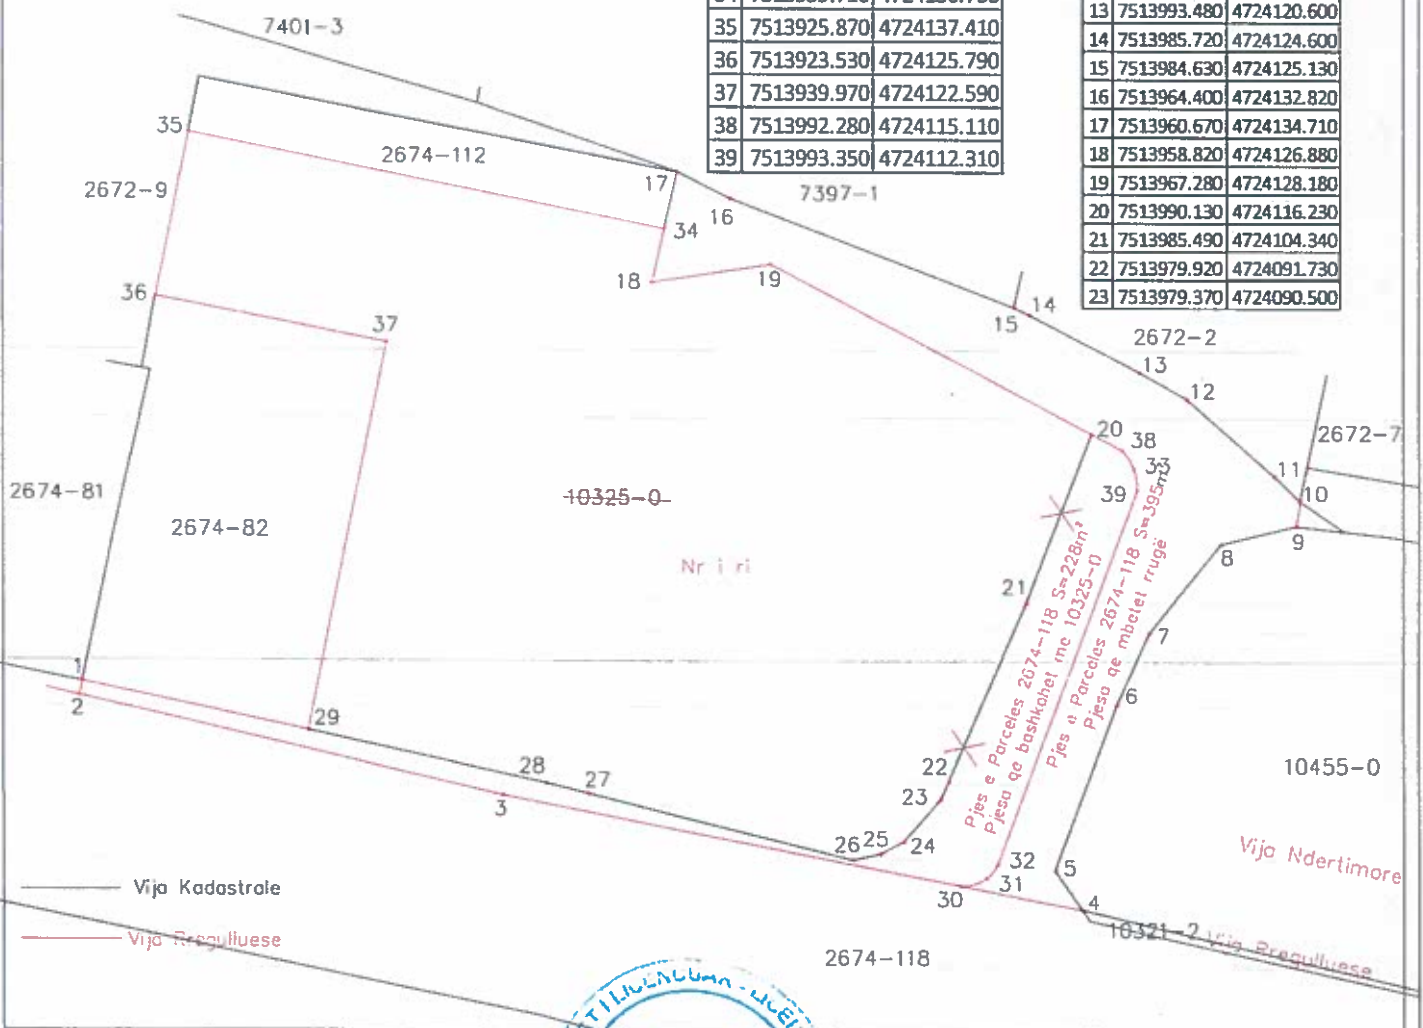 7401-3
35 7513925.870 4724137.410
36 7513923.530 4724125.790
37 7513939.970 4724122.590
38 7513992.280 4724115.110
39 7513993.350 4724112.310
13 7513993.480 4724120.600
14 7513985.720 4724124.600
15 7513984.630 4724125.130
16 7513964.400 4724132.820
17 7513960.670 4724134.710
18 7513958.820 4724126.880
19 7513967.280 4724128.180
20 7513990.130 4724116.230
21 7513985.490 4724104.340
22 7513979.920 4724091.730
23 7513979.370 4724090.500
35
2674-112
17
2672-9
7397-1
16
34
18
19
36
37
15
14
2672-2
13
12
20
38
2672-7
33
11
39
10
2674-81
10325-0
2674-82
9
8
Nr i ri
21
7
Pjes e Parceles 2674-118 S=228m²
Pjesa qe bashkohet me 10325-0
Pjes e Parceles 2674-118 S=395m²
Pjesa qe mbetet rrugë
1
2
6
29
28
27
22
10455-0
3
23
26
25
24
Vija Ndertimore
32
5
31
30
4
Vija Kadastrale
10321-2
Vija Rregulluese
Vija Rregulluese
2674-118